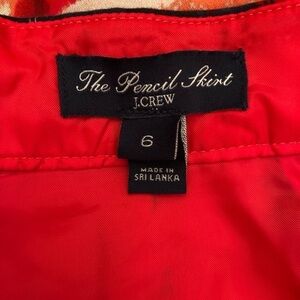 The Pencil Skirt
J.CREW
6
MADE IN
SRI LANKA